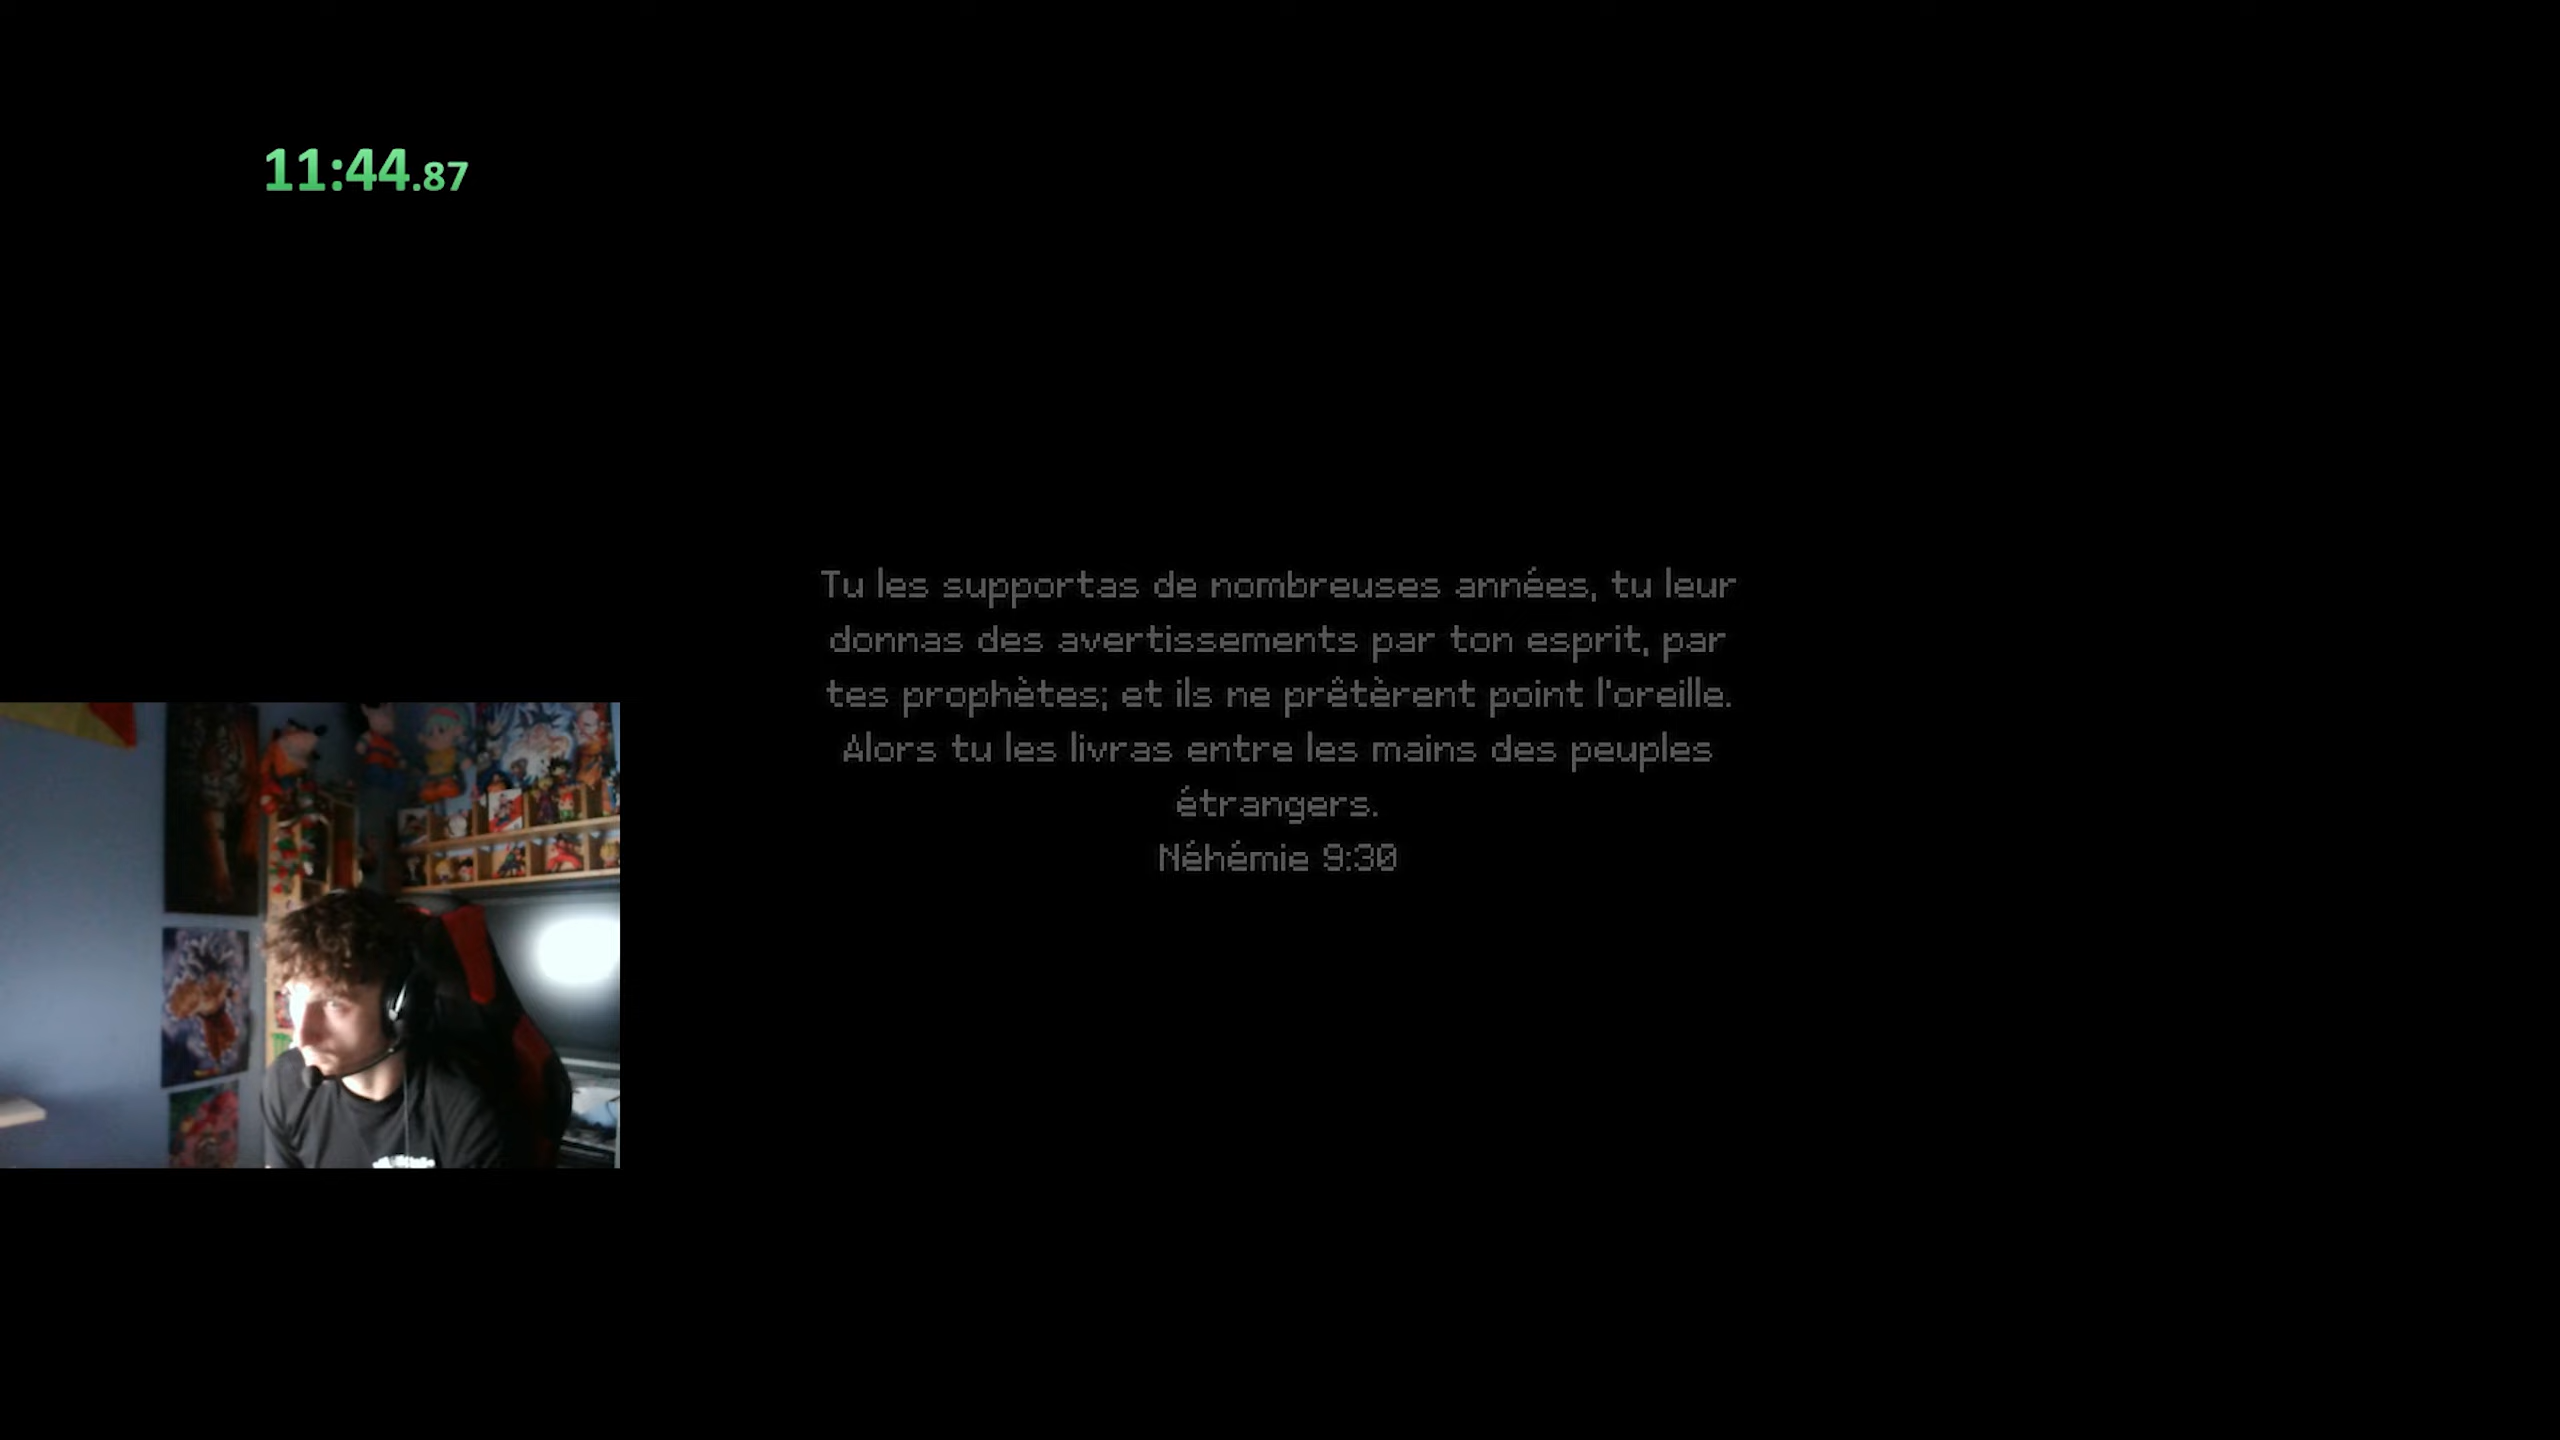 11:44.87
Tu les supportas de nombreuses années, tu leur
donnas des avertissements par ton esprit, par
tes prophètes; et ils ne prêtèrent point l'oreille.
Alors tu les livras entre les mains des peuples
étrangers.
Néhémie 9:30